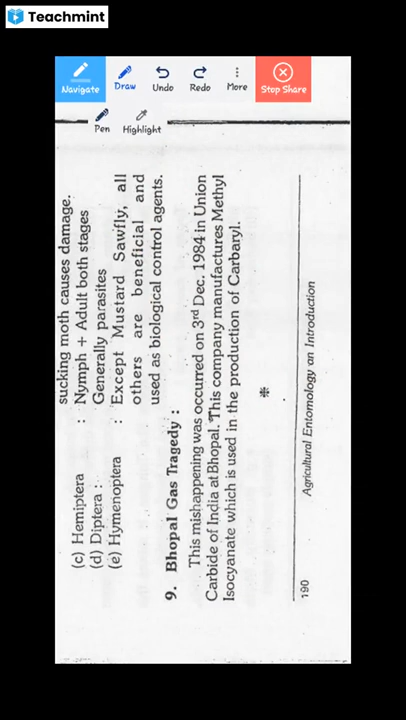 Teachmint
Navigate
Draw
Undo
Redo
More
Stop Share
Pen
Highlight
sucking moth causes damage.
(c) Hemiptera : Nymph + Adult both stages
(d) Diptera : Generally parasites
(e) Hymenoptera : Except Mustard Sawfly, all
others are beneficial and
used as biological control agents.
9. Bhopal Gas Tragedy :
This mishappening was occurred on 3rd Dec. 1984 in Union
Carbide of India at Bhopal. This company manufactures Methyl
Isocyanate which is used in the production of Carbaryl.
*
190 Agricultural Entomology an Introduction